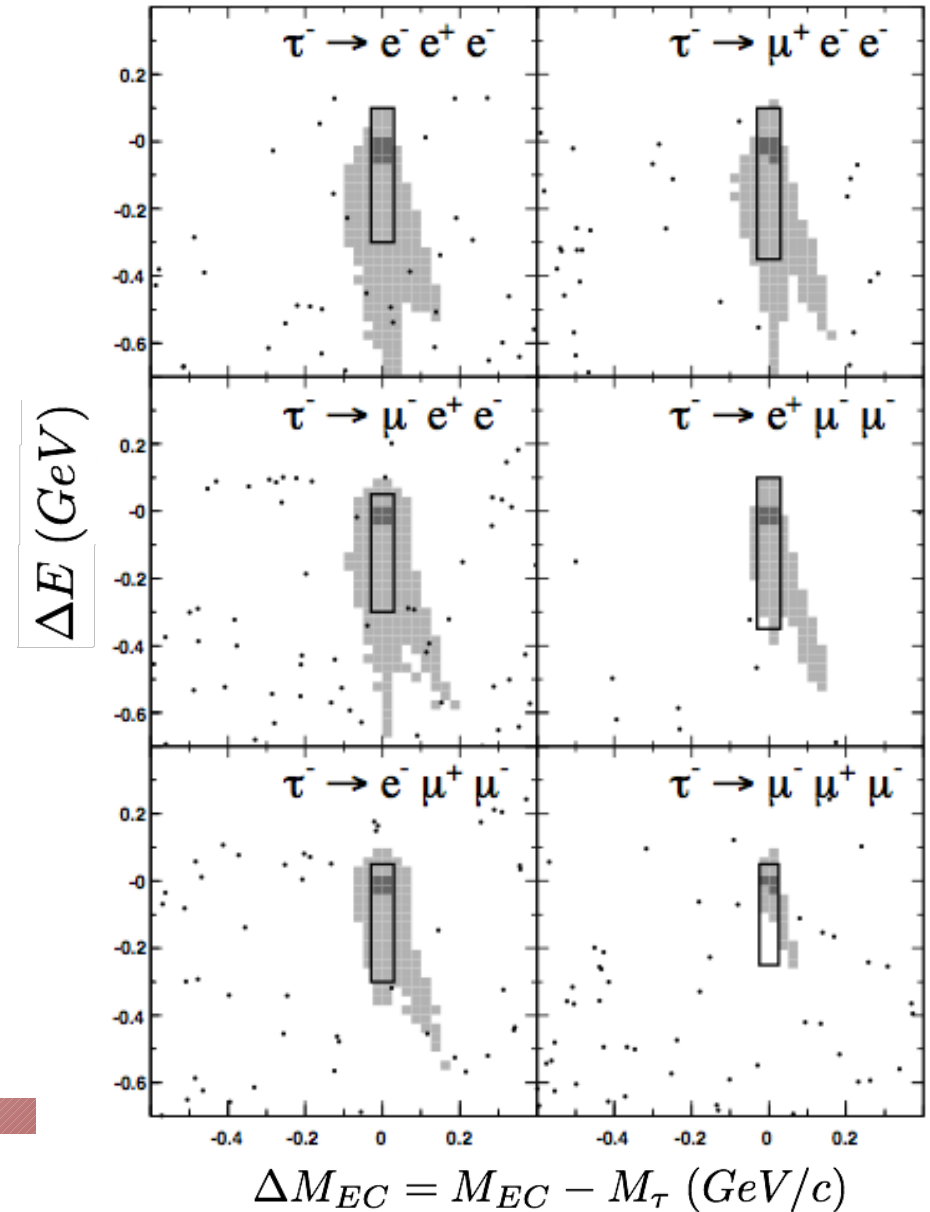 τ⁻ → e⁻ e⁺ e⁻
τ⁻ → μ⁺ e⁻ e⁻
0.2
-0
-0.2
-0.4
-0.6
τ⁻ → μ⁻ e⁺ e⁻
τ⁻ → e⁺ μ⁻ μ⁻
0.2
-0
-0.2
-0.4
-0.6
ΔE (GeV)
τ⁻ → e⁻ μ⁺ μ⁻
τ⁻ → μ⁻ μ⁺ μ⁻
0.2
-0
-0.2
-0.4
-0.6
-0.4 -0.2 0 0.2 -0.4 -0.2 0 0.2
ΔM_EC = M_EC − M_τ (GeV/c)